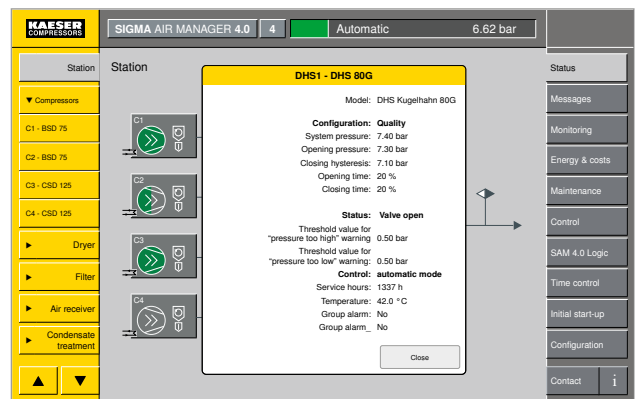 KAESER
COMPRESSORS
SIGMA AIR MANAGER 4.0
4
Automatic
6.62 bar
Station
▼ Compressors
C1 - BSD 75
C2 - BSD 75
C3 - CSD 125
C4 - CSD 125
► Dryer
► Filter
► Air receiver
► Condensate
treatment
▲ ▼
Station
C1
C2
C3
C4
DHS1 - DHS 80G
Model: DHS Kugelhahn 80G
Configuration: Quality
System pressure: 7.40 bar
Opening pressure: 7.30 bar
Closing hysteresis: 7.10 bar
Opening time: 20 %
Closing time: 20 %
Status: Valve open
Threshold value for
"pressure too high" warning 0.50 bar
Threshold value for
"pressure too low" warning: 0.50 bar
Control: automatic mode
Service hours: 1337 h
Temperature: 42.0 °C
Group alarm: No
Group alarm_ No
Close
Status
Messages
Monitoring
Energy & costs
Maintenance
Control
SAM 4.0 Logic
Time control
Initial start-up
Configuration
Contact
i